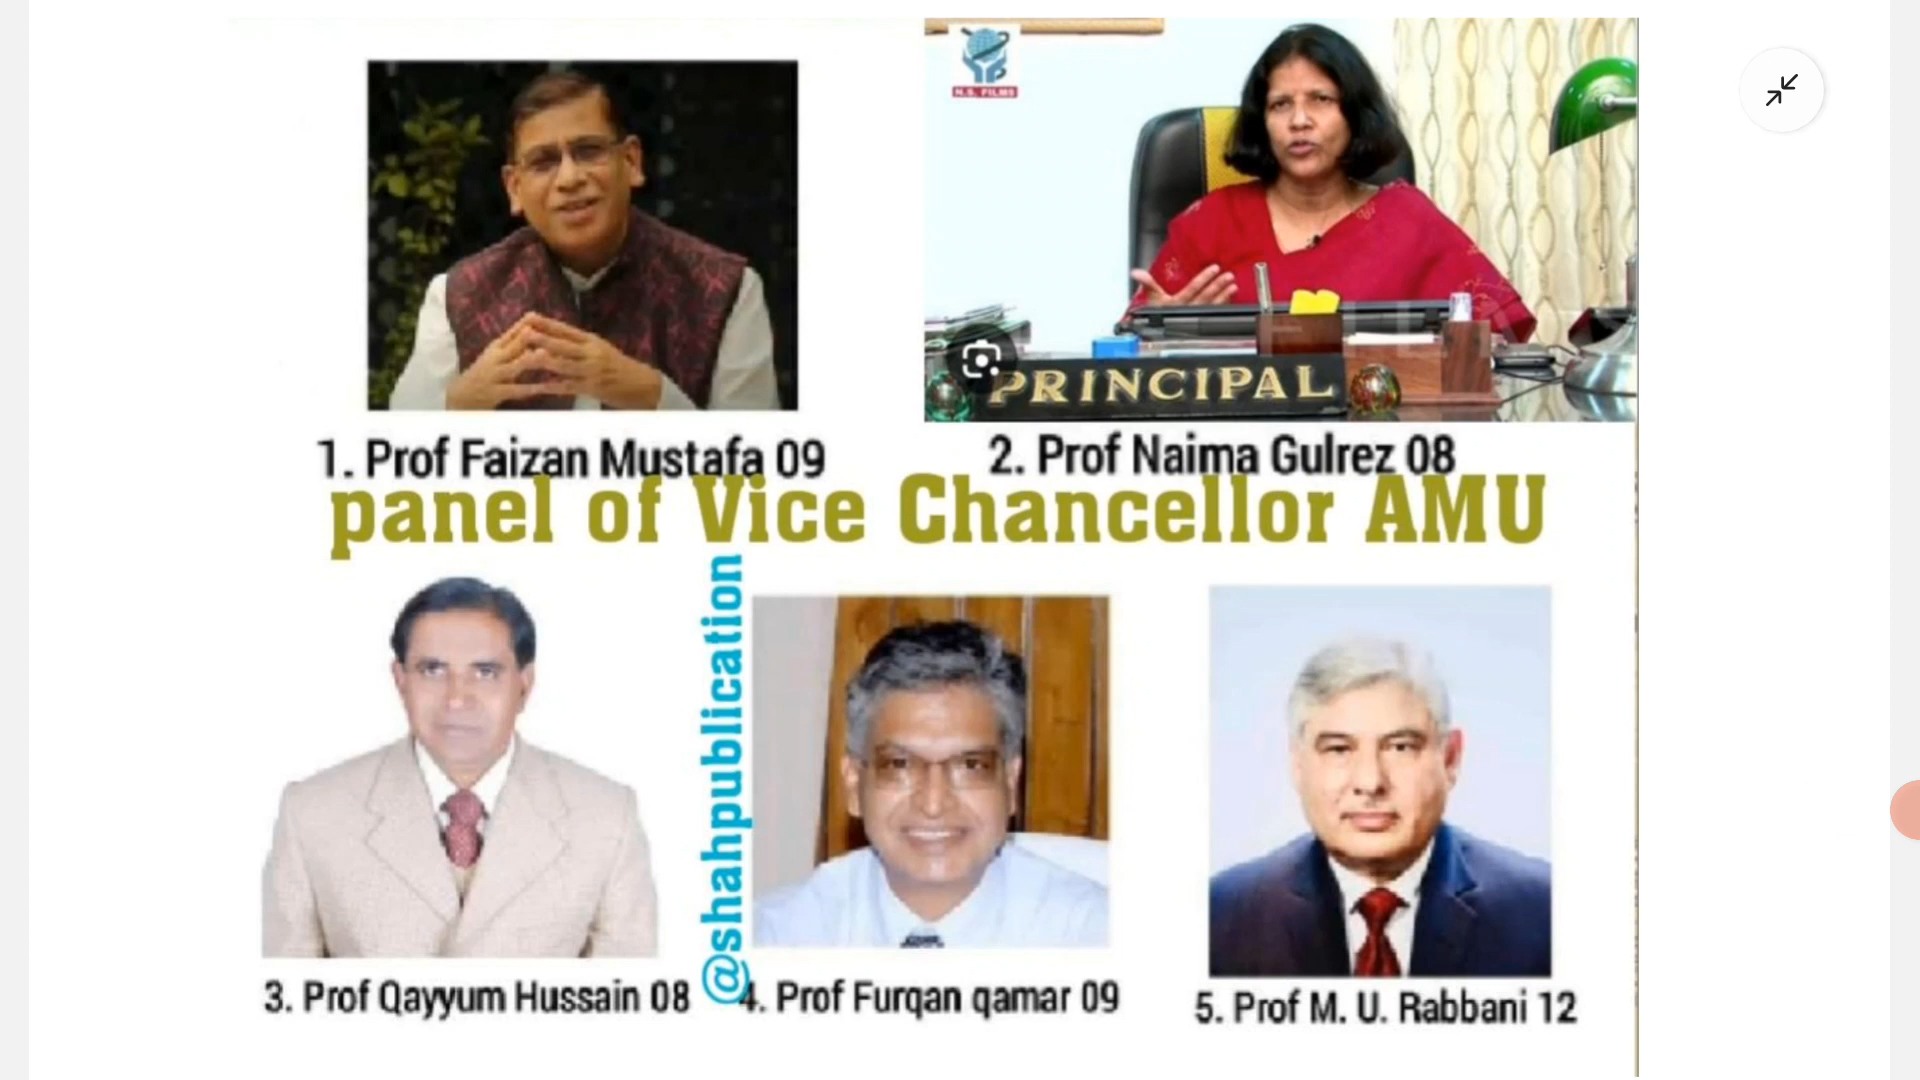 N.S. FILMS
PRINCIPAL
1. Prof Faizan Mustafa 09
2. Prof Naima Gulrez 08
panel of Vice Chancellor AMU
@shahpublication
3. Prof Qayyum Hussain 08
4. Prof Furqan qamar 09
5. Prof M. U. Rabbani 12